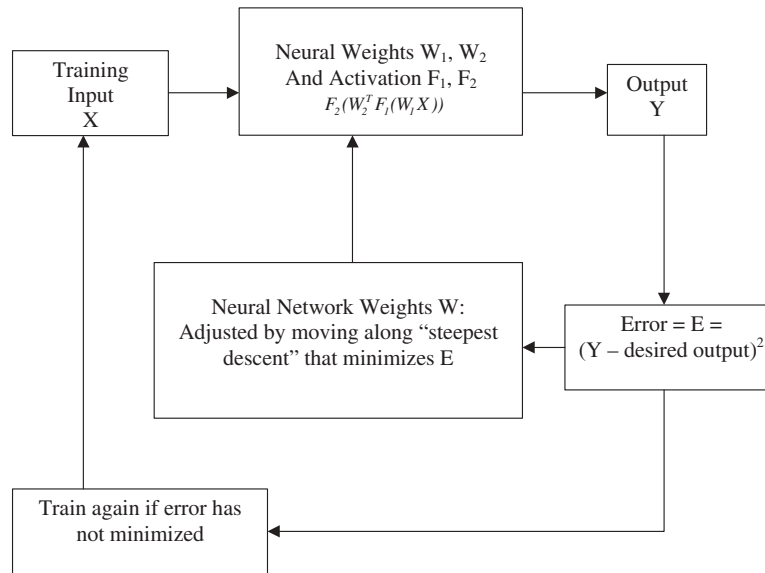 Training
Input
X
Neural Weights W₁, W₂
And Activation F₁, F₂
F₂(W₂ᵀ F₁(W₁X))
Output
Y
Neural Network Weights W:
Adjusted by moving along “steepest
descent” that minimizes E
Error = E =
(Y – desired output)²
Train again if error has
not minimized